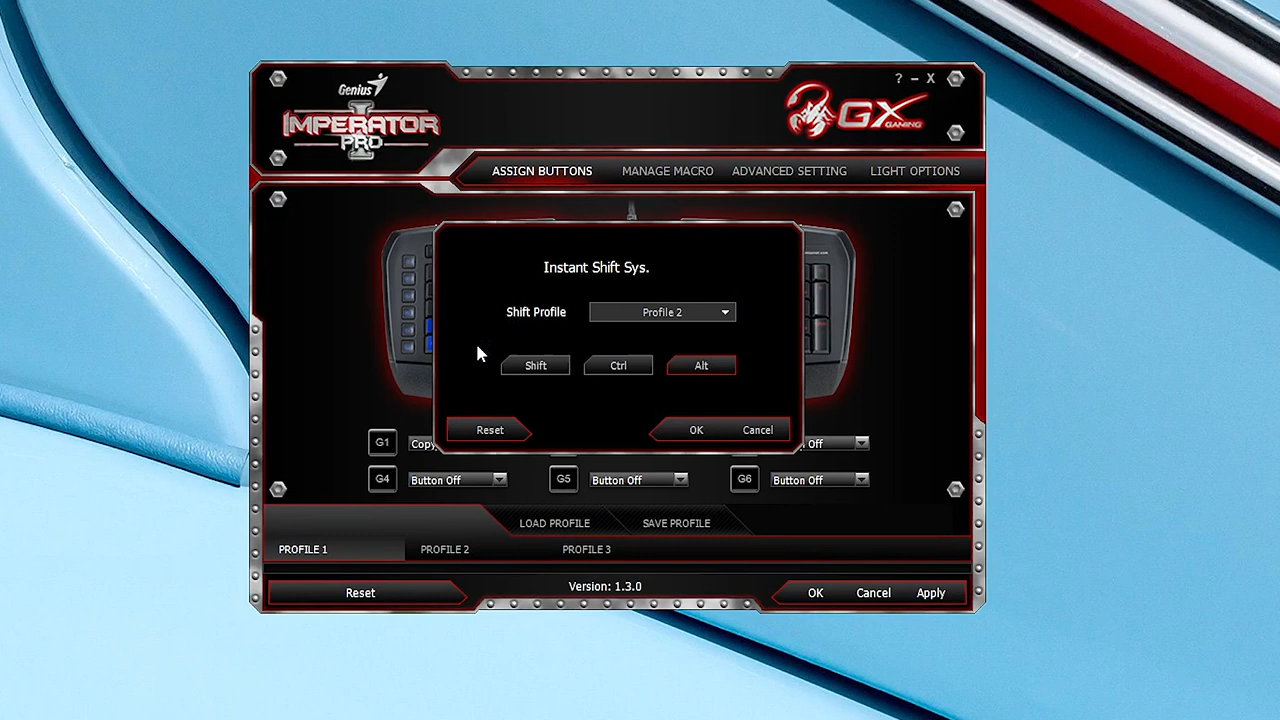 Genius
IMPERATOR
PRO
GX
GAMING
? – X
ASSIGN BUTTONS MANAGE MACRO ADVANCED SETTING LIGHT OPTIONS
Instant Shift Sys.
Shift Profile Profile 2
Shift Ctrl Alt
Reset OK Cancel
G1 Copy Off
G4 Button Off G5 Button Off G6 Button Off
LOAD PROFILE SAVE PROFILE
PROFILE 1 PROFILE 2 PROFILE 3
Reset Version: 1.3.0 OK Cancel Apply